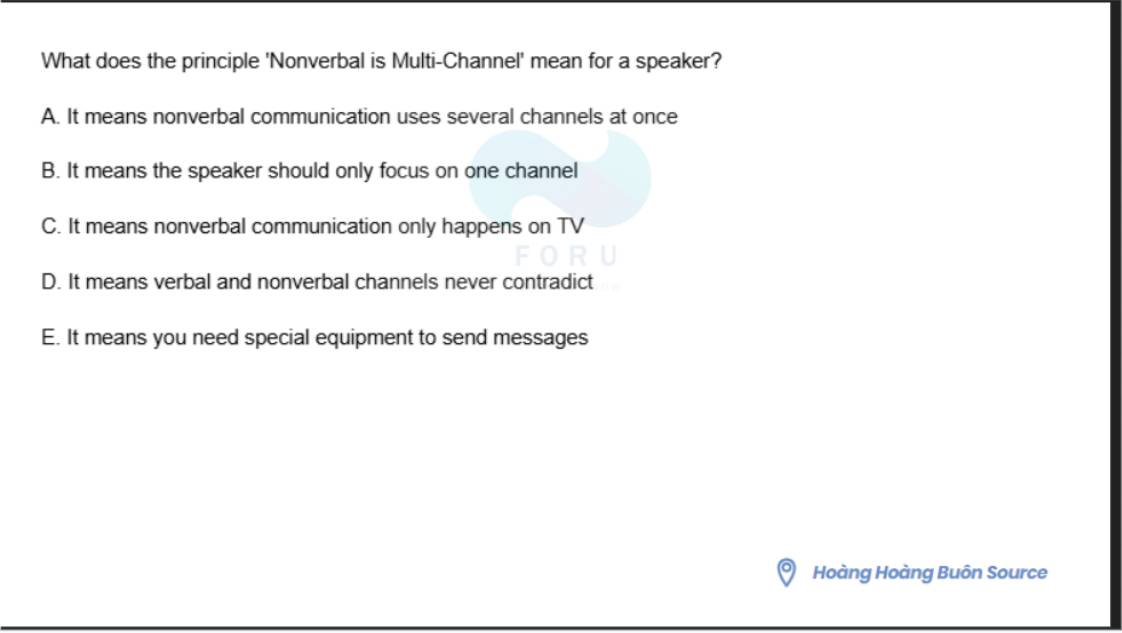 What does the principle 'Nonverbal is Multi-Channel' mean for a speaker?
A. It means nonverbal communication uses several channels at once
B. It means the speaker should only focus on one channel
C. It means nonverbal communication only happens on TV
FORU
D. It means verbal and nonverbal channels never contradict
E. It means you need special equipment to send messages
Hoàng Hoàng Buôn Source